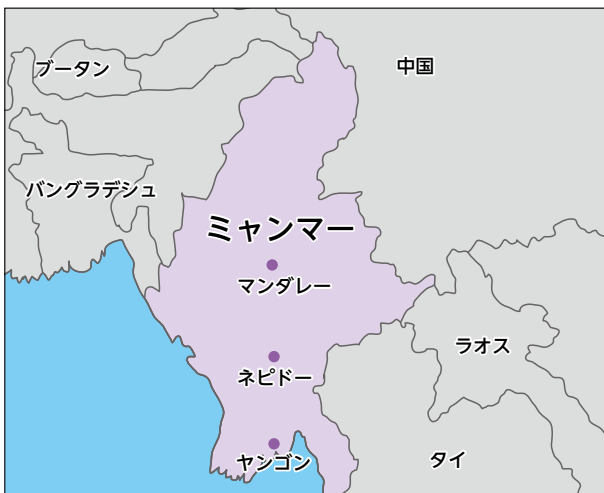 ブータン
中国
バングラデシュ
ミャンマー
マンダレー
ラオス
ネピドー
ヤンゴン
タイ